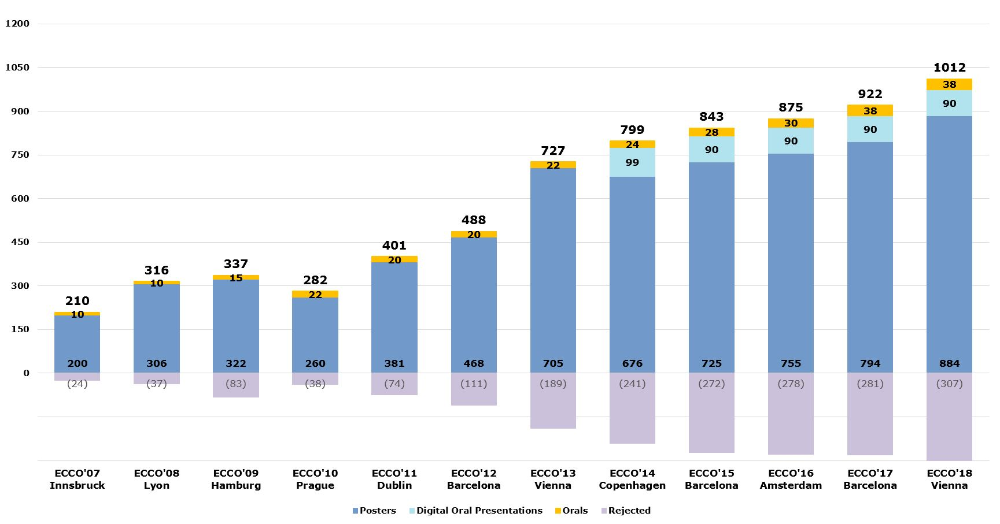 1200
1050
900
750
600
450
300
150
0
210
10
200
(24)
316
10
306
(37)
337
15
322
(83)
282
22
260
(38)
401
20
381
(74)
488
20
468
(111)
727
22
705
(189)
799
24
99
676
(241)
843
28
90
725
(272)
875
30
90
755
(278)
922
38
90
794
(281)
1012
38
90
884
(307)
ECCO'07
Innsbruck
ECCO'08
Lyon
ECCO'09
Hamburg
ECCO'10
Prague
ECCO'11
Dublin
ECCO'12
Barcelona
ECCO'13
Vienna
ECCO'14
Copenhagen
ECCO'15
Barcelona
ECCO'16
Amsterdam
ECCO'17
Barcelona
ECCO'18
Vienna
Posters
Digital Oral Presentations
Orals
Rejected